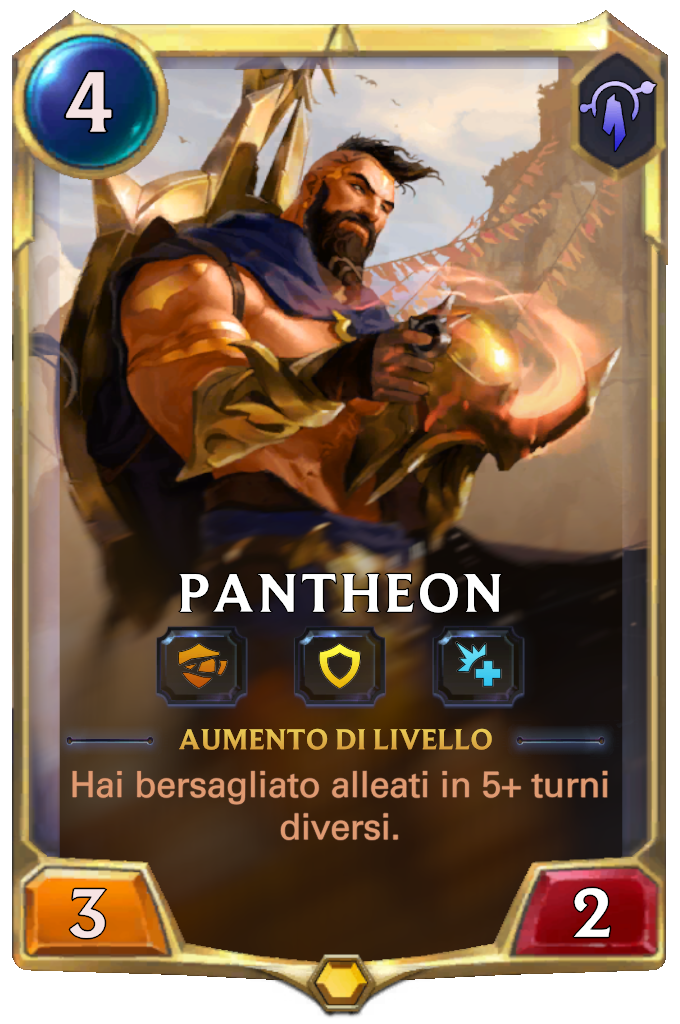 4
PANTHEON
AUMENTO DI LIVELLO
Hai bersagliato alleati in 5+ turni
diversi.
3
2